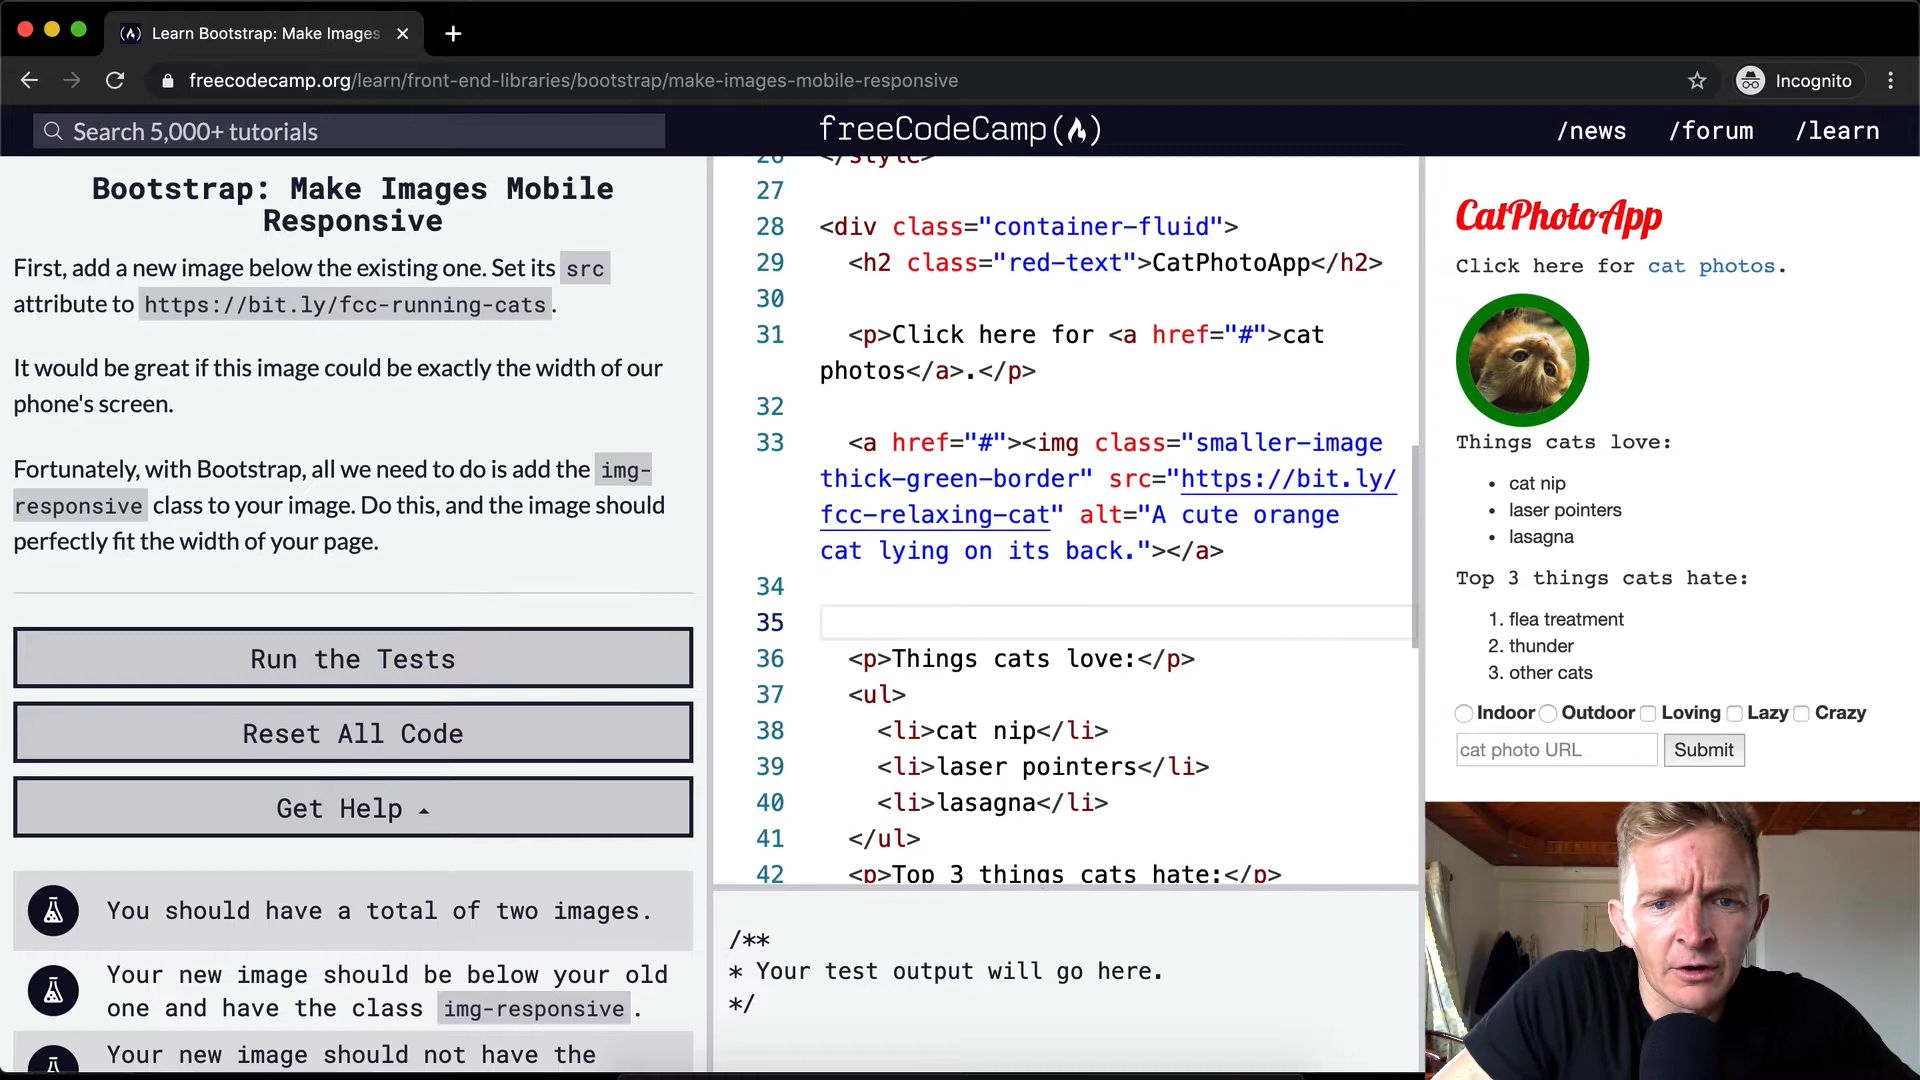 Learn Bootstrap: Make Images
freecodecamp.org/learn/front-end-libraries/bootstrap/make-images-mobile-responsive
Incognito
Search 5,000+ tutorials
freeCodeCamp(
)
/news
/forum
/learn
Bootstrap: Make Images Mobile
Responsive
First, add a new image below the existing one. Set its src
attribute to https://bit.ly/fcc-running-cats.
It would be great if this image could be exactly the width of our
phone's screen.
Fortunately, with Bootstrap, all we need to do is add the img-
responsive class to your image. Do this, and the image should
perfectly fit the width of your page.
Run the Tests
Reset All Code
Get Help
You should have a total of two images.
Your new image should be below your old
one and have the class img-responsive.
Your new image should not have the
26 </style>
27
28 <div class="container-fluid">
29 <h2 class="red-text">CatPhotoApp</h2>
30
31 <p>Click here for <a href="#">cat
photos</a>.</p>
32
33 <a href="#"><img class="smaller-image
thick-green-border" src="https://bit.ly/
fcc-relaxing-cat" alt="A cute orange
cat lying on its back."></a>
34
35
36 <p>Things cats love:</p>
37 <ul>
38 <li>cat nip</li>
39 <li>laser pointers</li>
40 <li>lasagna</li>
41 </ul>
42 <p>Top 3 things cats hate:</p>
/**
* Your test output will go here.
*/
CatPhotoApp
Click here for cat photos.
Things cats love:
• cat nip
• laser pointers
• lasagna
Top 3 things cats hate:
1. flea treatment
2. thunder
3. other cats
Indoor Outdoor Loving Lazy Crazy
cat photo URL
Submit